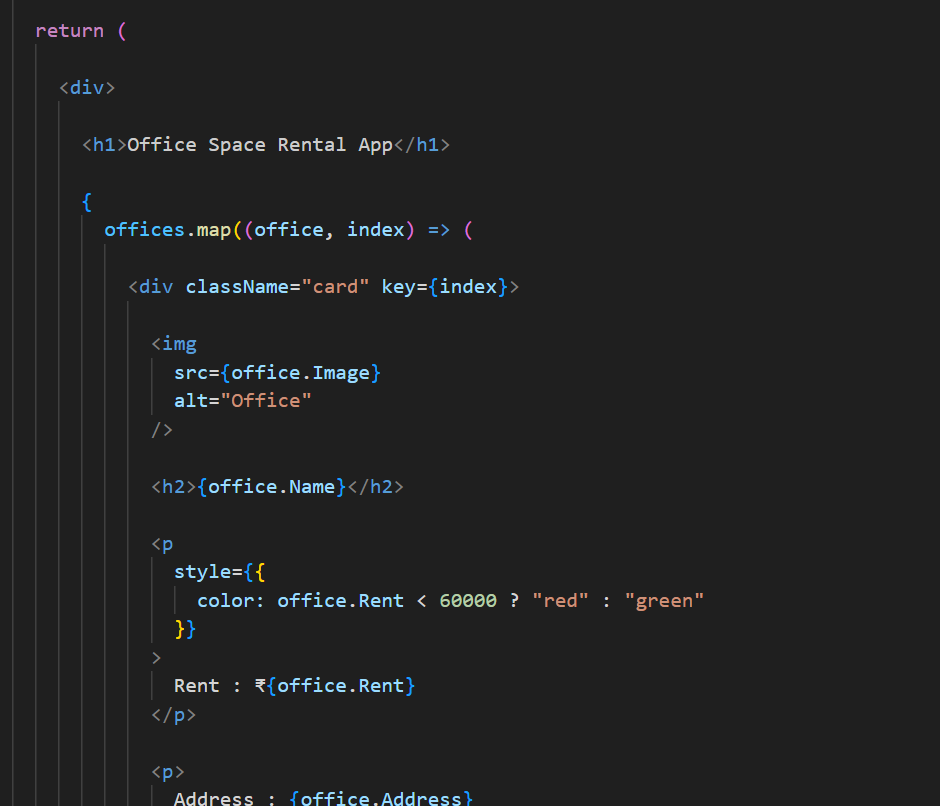 return (
<div>
<h1>Office Space Rental App</h1>
{
offices.map((office, index) => (
<div className="card" key={index}>
<img
src={office.Image}
alt="Office"
/>
<h2>{office.Name}</h2>
<p
style={{
color: office.Rent < 60000 ? "red" : "green"
}}
>
Rent : ₹{office.Rent}
</p>
<p>
Address : {office.Address}